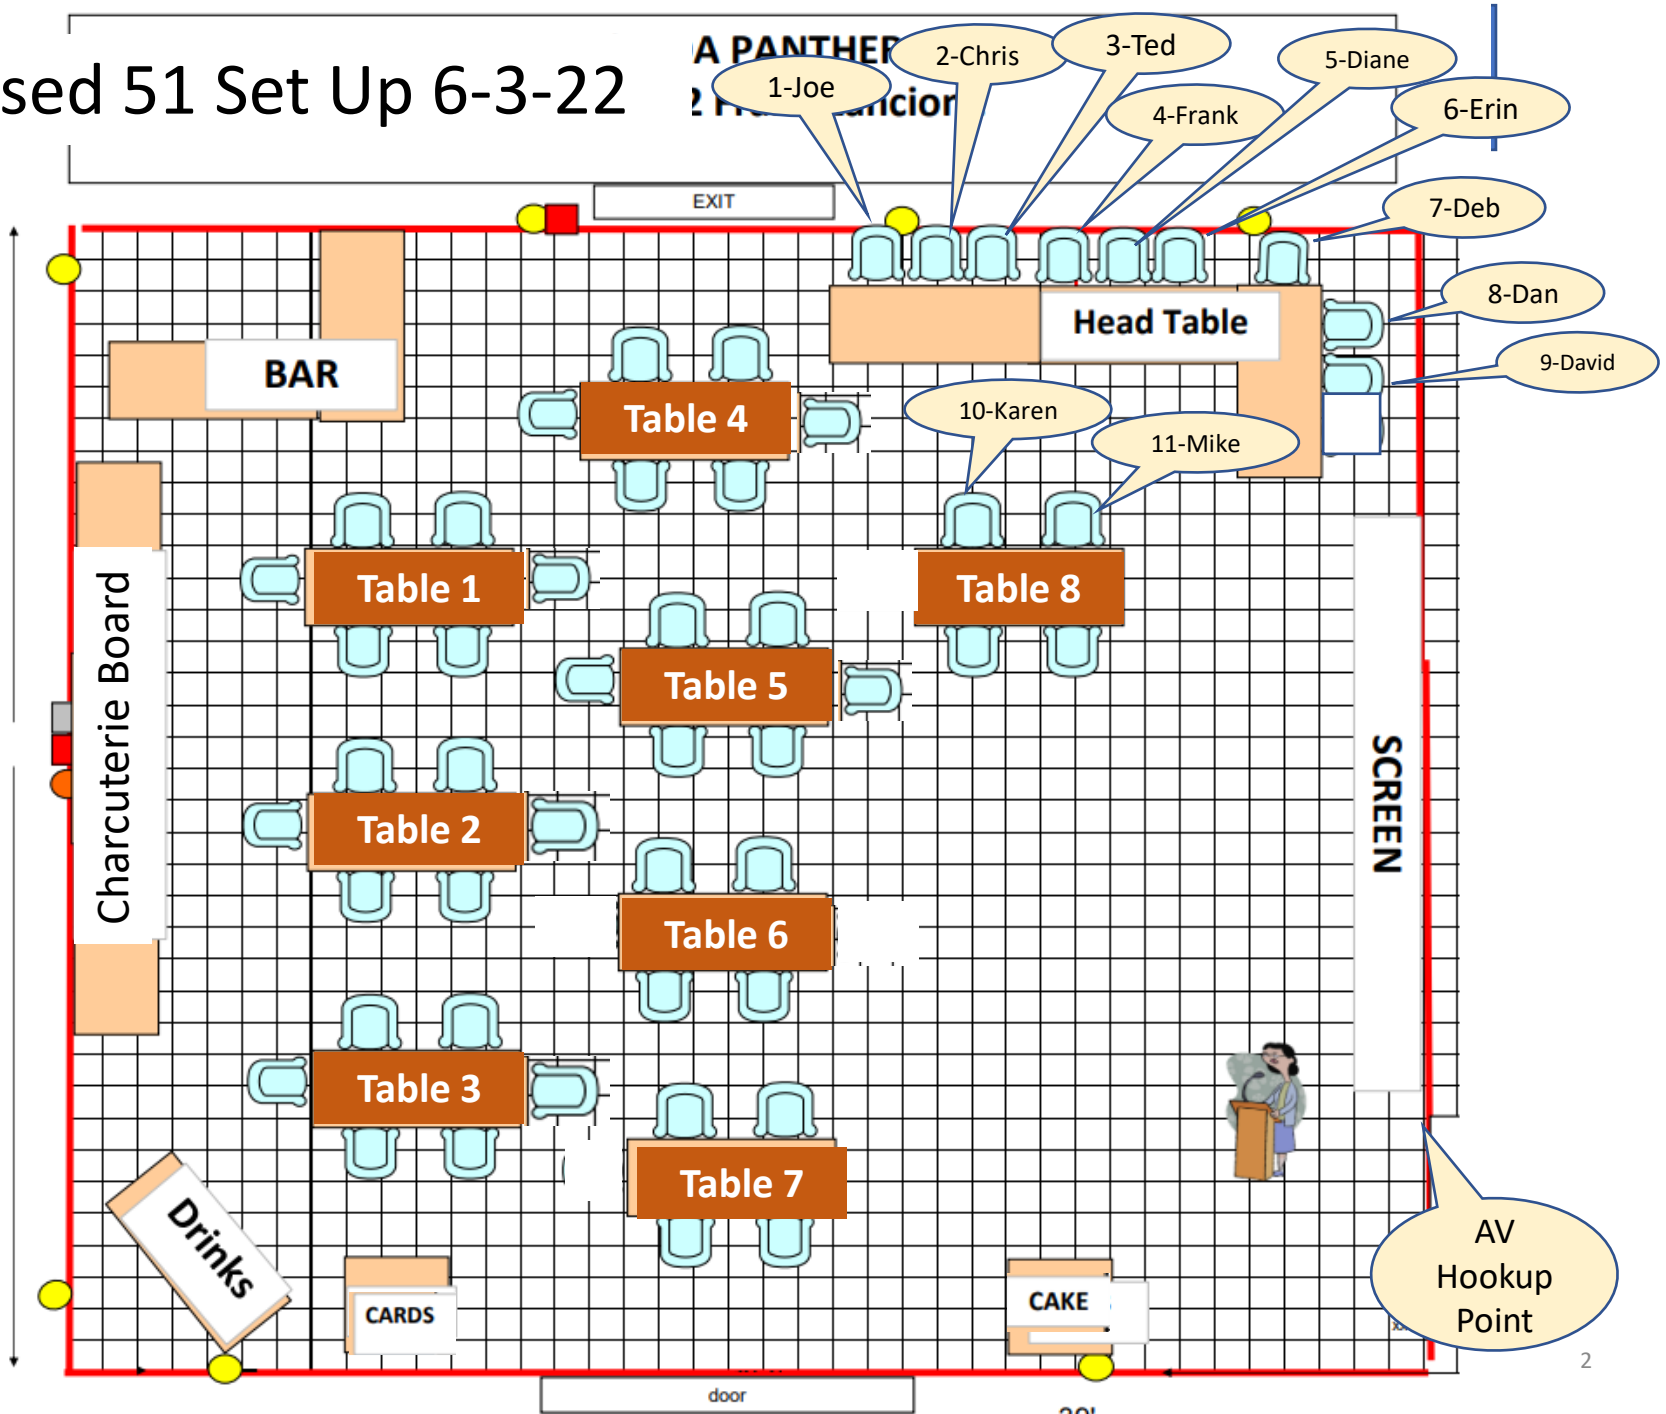 sed 51 Set Up 6-3-22
A PANTHER
1-Joe
2-Chris
3-Ted
4-Frank
5-Diane
6-Erin
7-Deb
8-Dan
9-David
EXIT
Head Table
BAR
Table 4
10-Karen
11-Mike
Table 1
Table 8
Charcuterie Board
Table 5
SCREEN
Table 2
Table 6
Table 3
Table 7
Drinks
CARDS
CAKE
AV
Hookup
Point
door
2